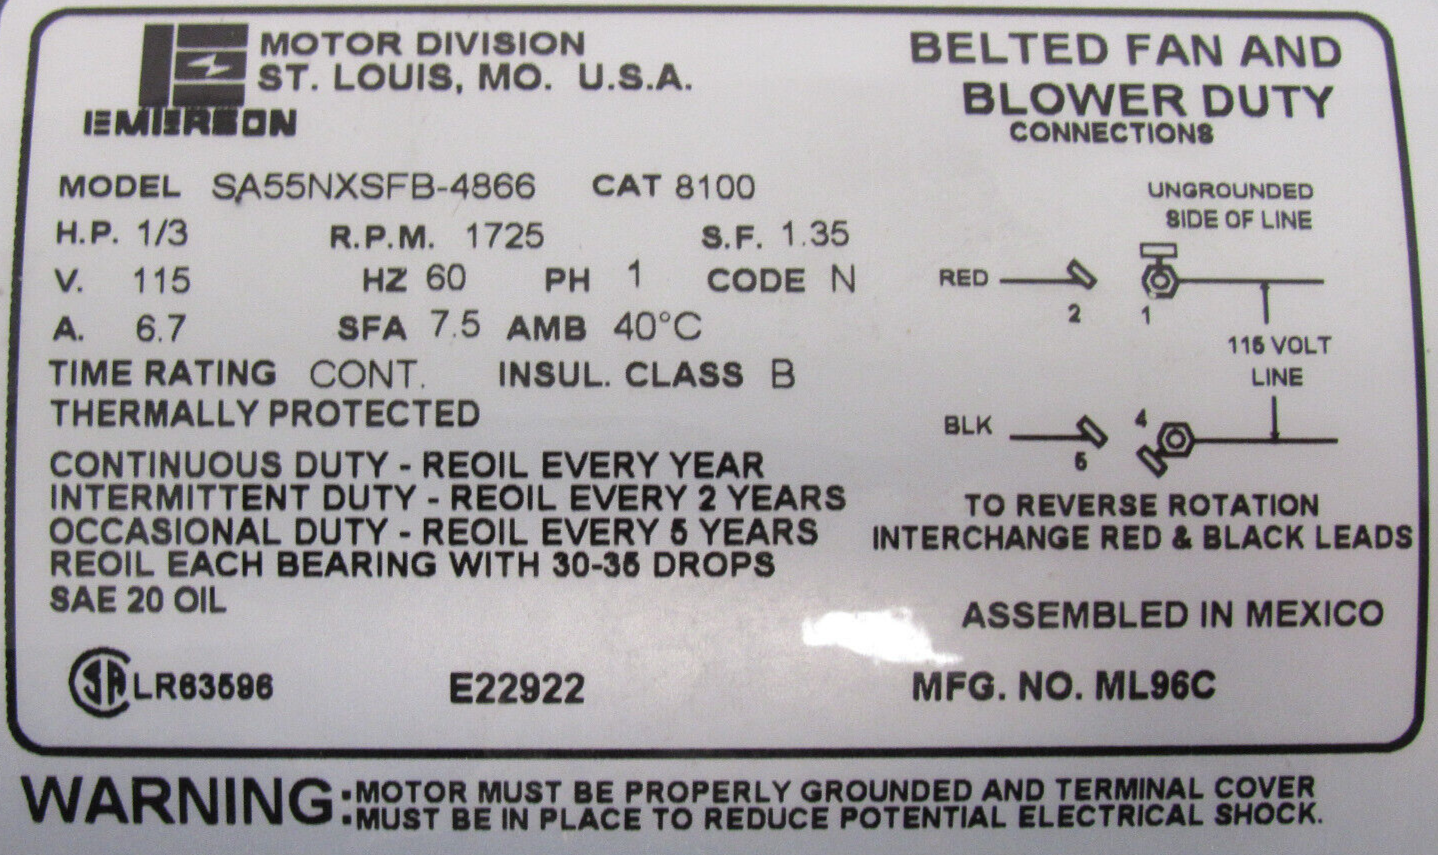 MOTOR DIVISION
ST. LOUIS, MO. U.S.A.
EMERSON
BELTED FAN AND
BLOWER DUTY
CONNECTIONS
MODEL SA55NXSFB-4866 CAT 8100
H.P. 1/3 R.P.M. 1725 S.F. 1.35
V. 115 HZ 60 PH 1 CODE N
A. 6.7 SFA 7.5 AMB 40°C
TIME RATING CONT. INSUL. CLASS B
THERMALLY PROTECTED
CONTINUOUS DUTY - REOIL EVERY YEAR
INTERMITTENT DUTY - REOIL EVERY 2 YEARS
OCCASIONAL DUTY - REOIL EVERY 5 YEARS
REOIL EACH BEARING WITH 30-35 DROPS
SAE 20 OIL
UNGROUNDED
SIDE OF LINE
RED
2 1
115 VOLT
LINE
BLK
4
5
TO REVERSE ROTATION
INTERCHANGE RED & BLACK LEADS
ASSEMBLED IN MEXICO
SA LR63596 E22922 MFG. NO. ML96C
WARNING: MOTOR MUST BE PROPERLY GROUNDED AND TERMINAL COVER
MUST BE IN PLACE TO REDUCE POTENTIAL ELECTRICAL SHOCK.